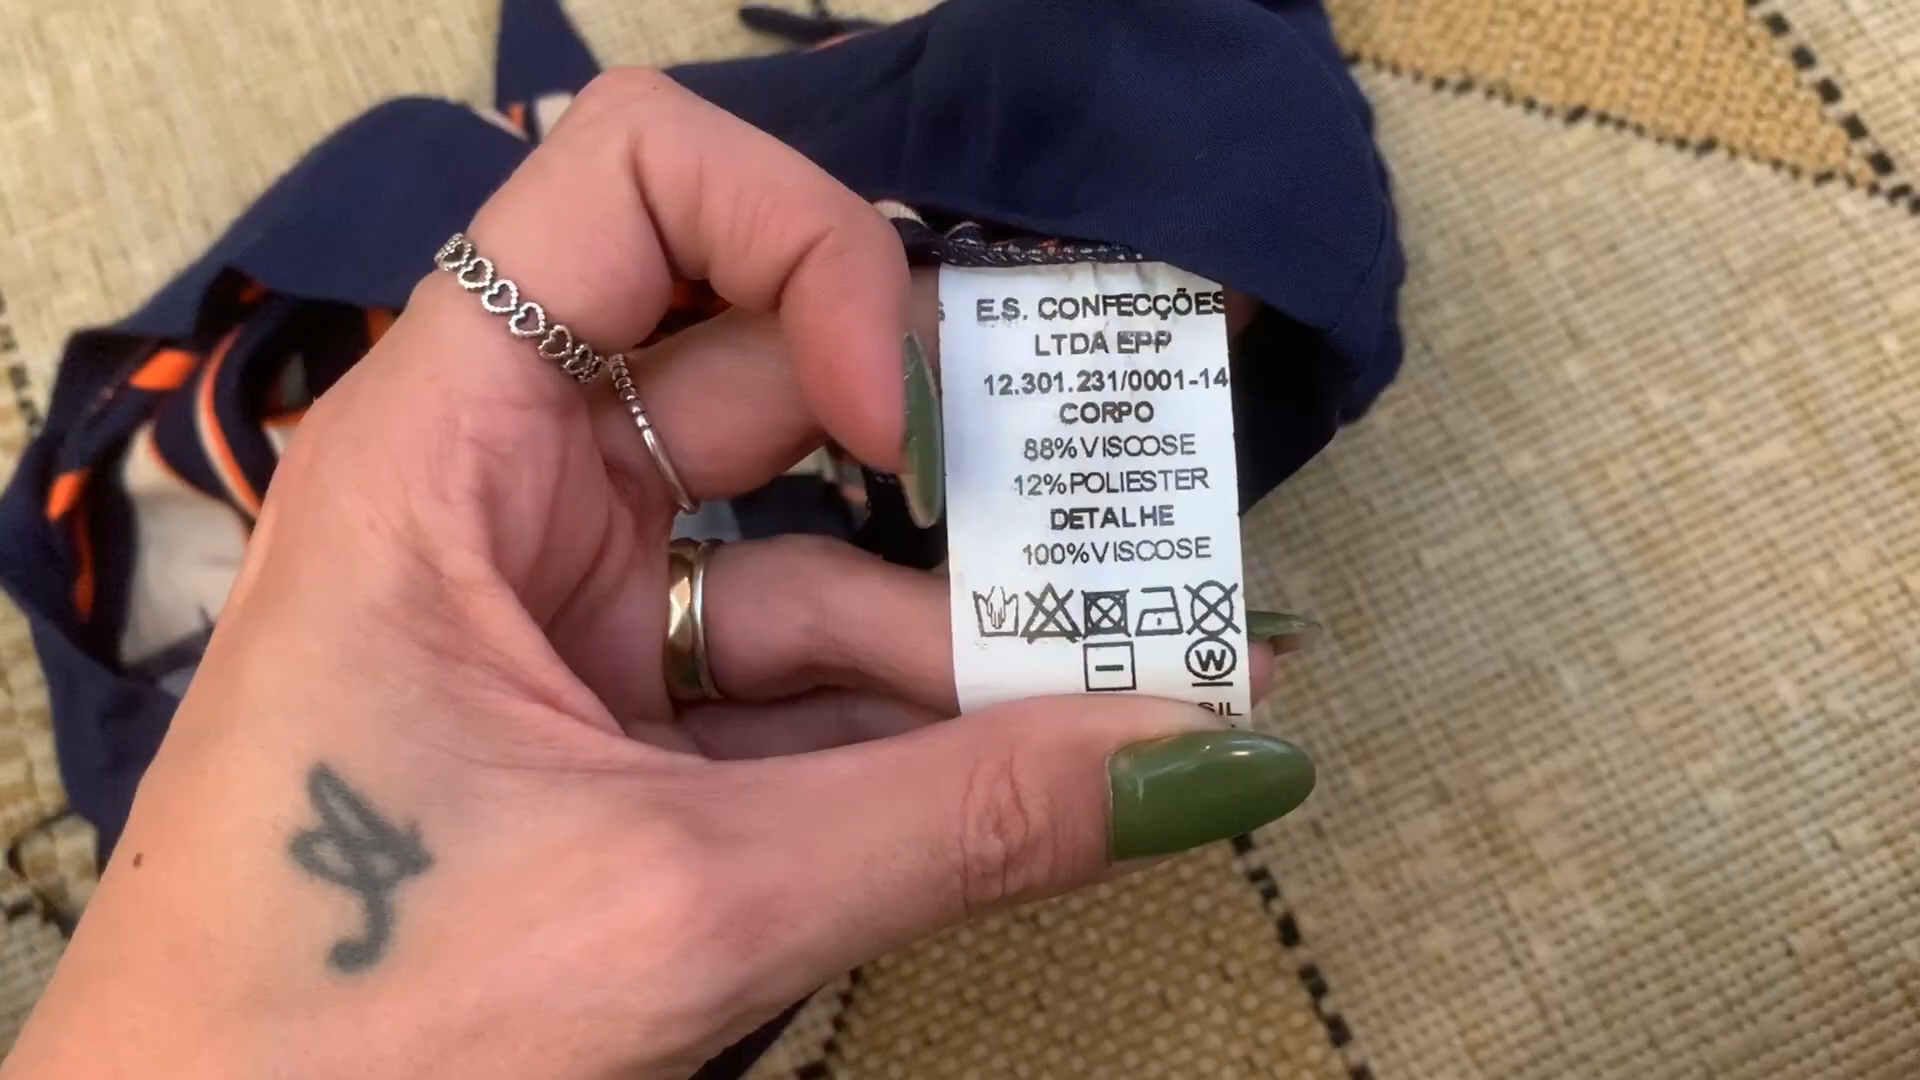 E.S. CONFECÇÕES
LTDA EPP
12.301.231/0001-14
CORPO
88%VISCOSE
12%POLIESTER
DETALHE
100%VISCOSE
W